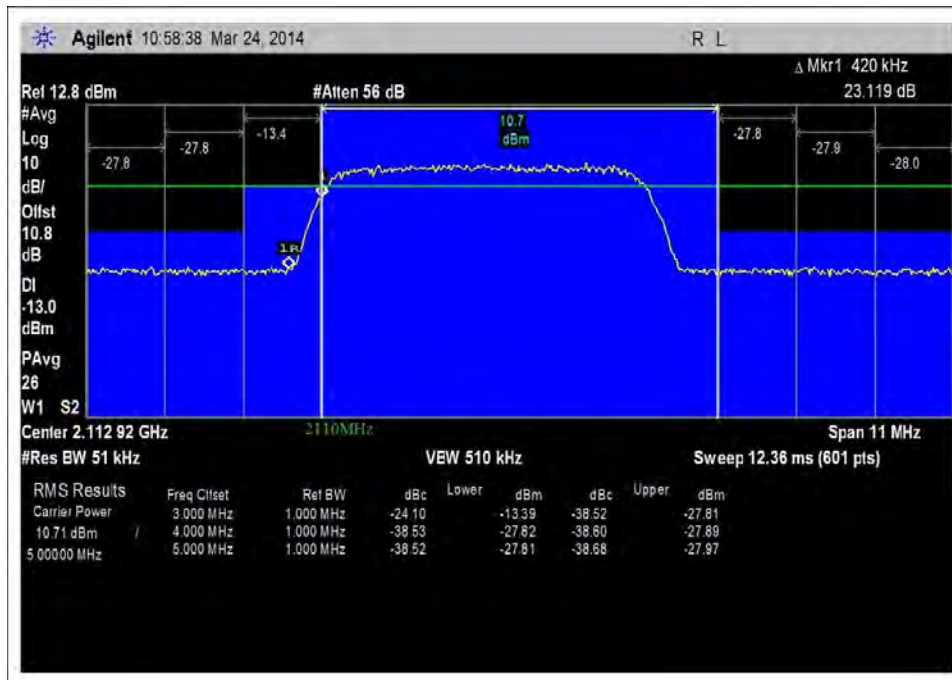 Agilent 10:58:38 Mar 24, 2014 R L
Δ Mkr1 420 kHz
Ref 12.8 dBm #Atten 56 dB 23.119 dB
#Avg
Log
10
dB/
Offst
10.8
dB
DI
-13.0
dBm
PAvg
26
W1 S2
-27.8 -27.8 -13.4 10.7 dBm -27.8 -27.9 -28.0
1R
Center 2.112 92 GHz 2110MHz Span 11 MHz
#Res BW 51 kHz VBW 510 kHz Sweep 12.36 ms (601 pts)
RMS Results Freq Offset Ref BW dBc Lower dBm dBc Upper dBm
Carrier Power 3.000 MHz 1.000 MHz -24.10 -13.39 -38.52 -27.81
10.71 dBm / 4.000 MHz 1.000 MHz -38.53 -27.82 -38.60 -27.89
5.00000 MHz 5.000 MHz 1.000 MHz -38.52 -27.81 -38.68 -27.97